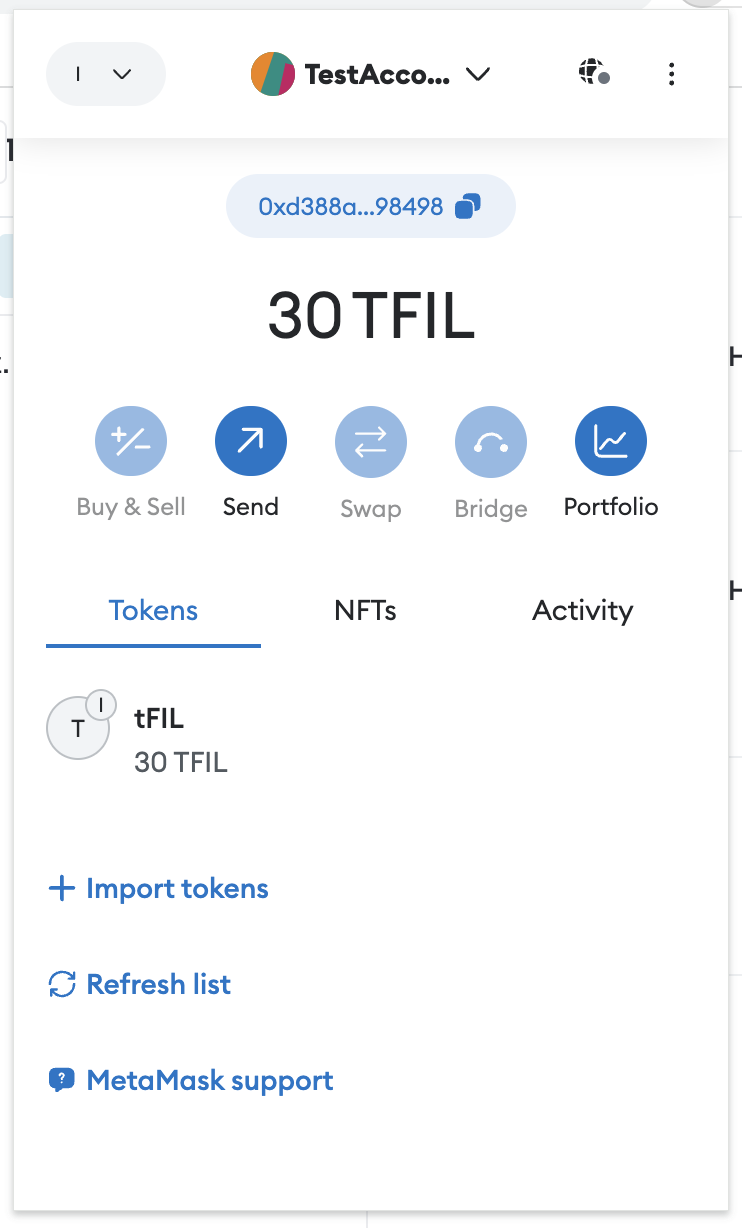 I
TestAcco...
0xd388a...98498
30 TFIL
Buy & Sell
Send
Swap
Bridge
Portfolio
Tokens
NFTs
Activity
T
I
tFIL
30 TFIL
Import tokens
Refresh list
MetaMask support